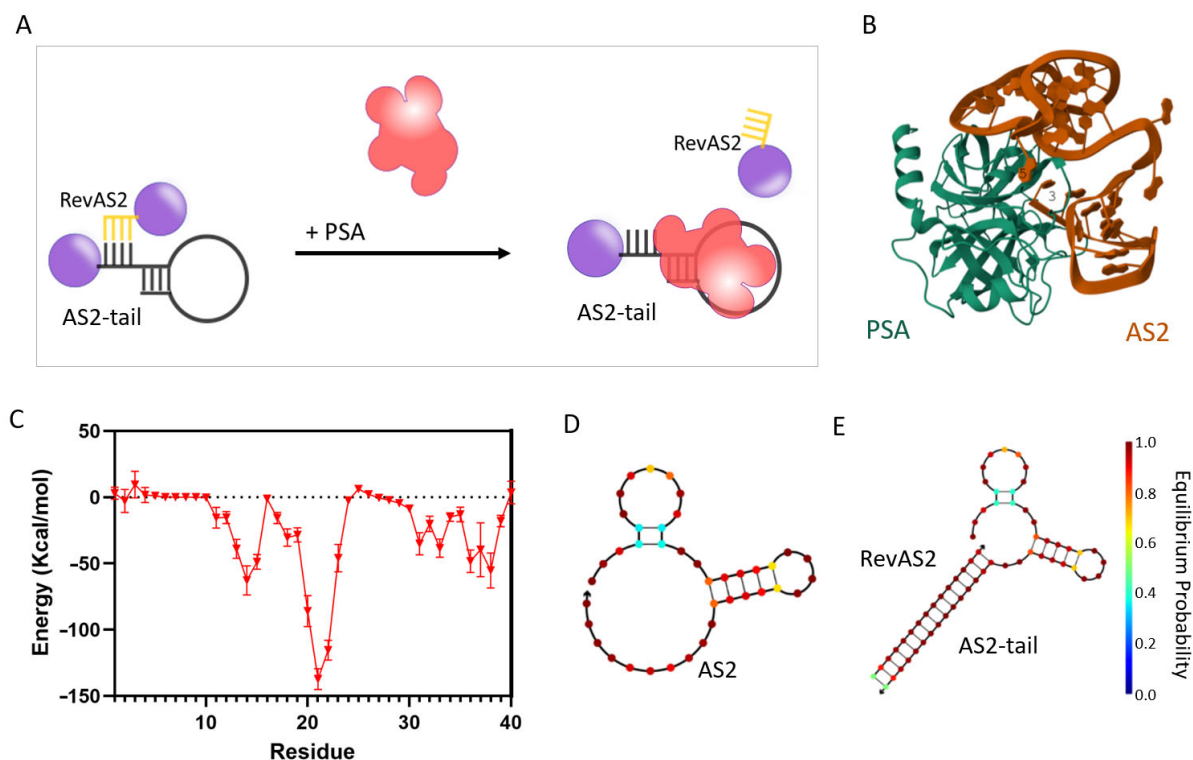 A
RevAS2
AS2-tail
+ PSA
RevAS2
AS2-tail
B
5
3
PSA
AS2
C
Energy (Kcal/mol)
50
0
-50
-100
-150
10
20
30
40
Residue
D
AS2
E
RevAS2
AS2-tail
1.0
0.8
0.6
0.4
0.2
0.0
Equilibrium Probability